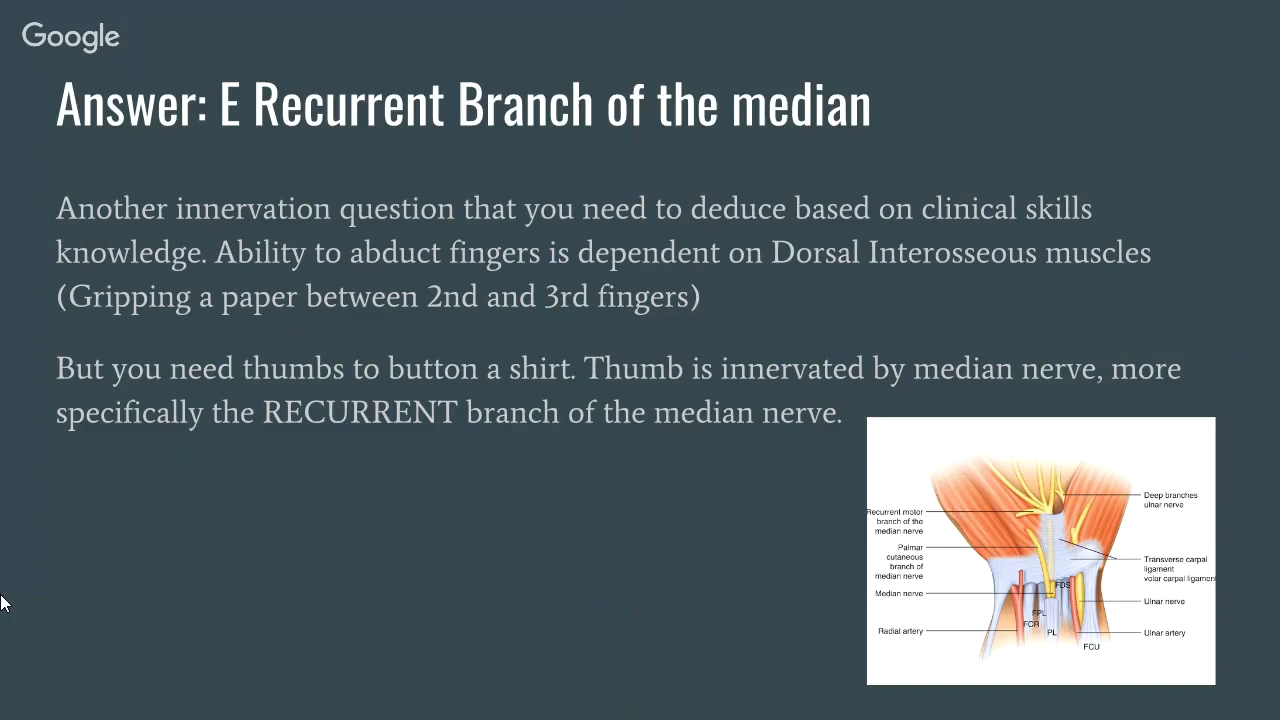 Google
Answer: E Recurrent Branch of the median
Another innervation question that you need to deduce based on clinical skills
knowledge. Ability to abduct fingers is dependent on Dorsal Interosseous muscles
(Gripping a paper between 2nd and 3rd fingers)
But you need thumbs to button a shirt. Thumb is innervated by median nerve, more
specifically the RECURRENT branch of the median nerve.
Recurrent motor
branch of the
median nerve
Palmar
cutaneous
branch of
median nerve
Median nerve
Radial artery
FDS
FPL
FCR
PL
FCU
Deep branches
ulnar nerve
Transverse carpal
ligament
volar carpal ligament
Ulnar nerve
Ulnar artery